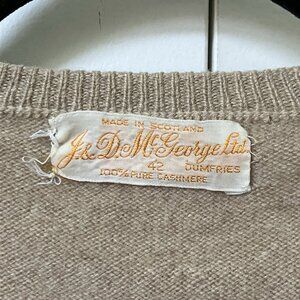 MADE IN SCOTLAND
J. & D. McGeorge Ltd.
42 DUMFRIES
100% PURE CASHMERE